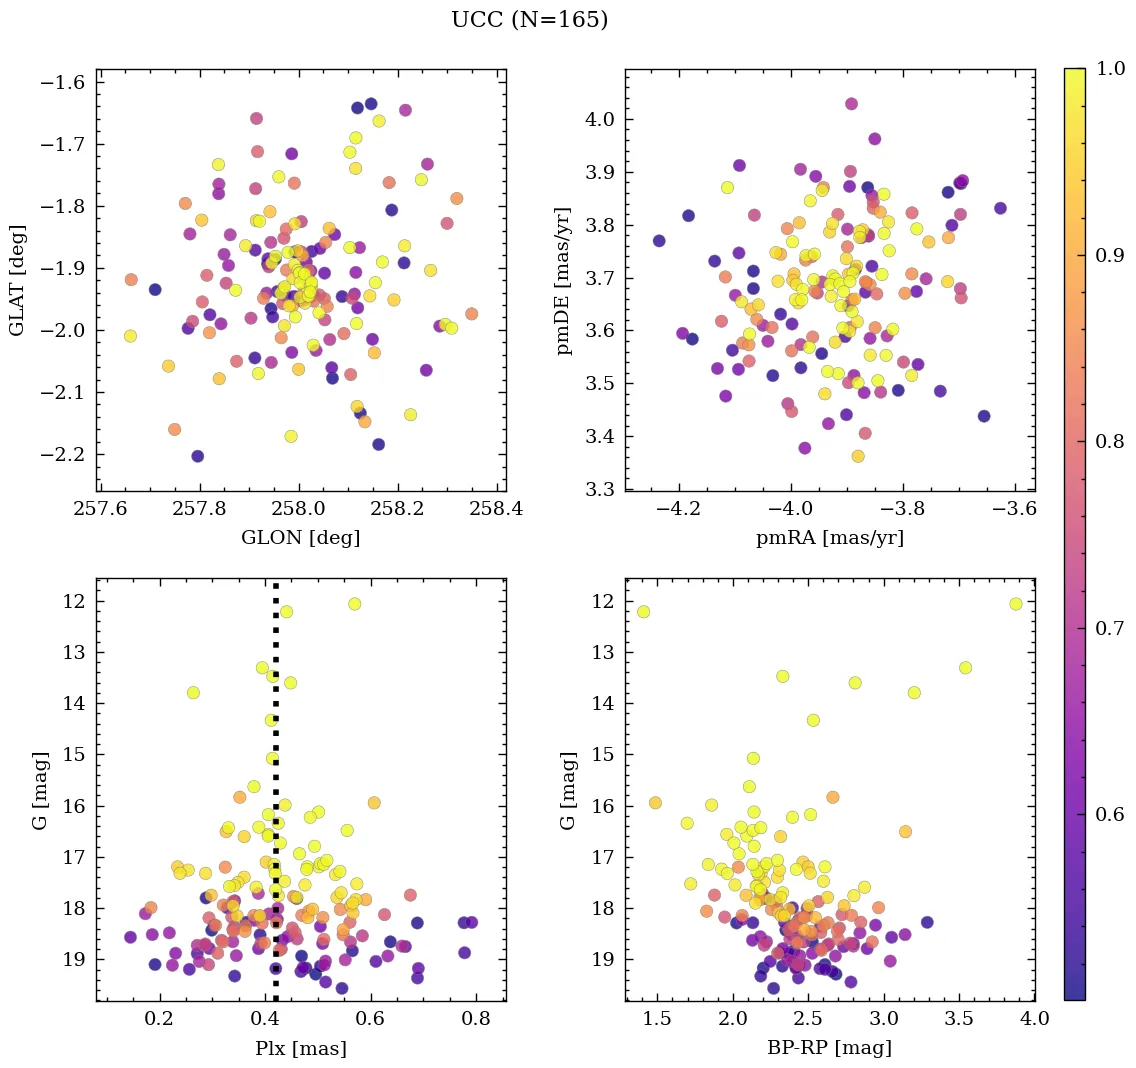 UCC (N=165)
−1.6
−1.7
−1.8
−1.9
−2.0
−2.1
−2.2
GLAT [deg]
257.6 257.8 258.0 258.2 258.4
GLON [deg]
4.0
3.9
3.8
3.7
3.6
3.5
3.4
3.3
pmDE [mas/yr]
−4.2 −4.0 −3.8 −3.6
pmRA [mas/yr]
12
13
14
15
16
17
18
19
G [mag]
0.2 0.4 0.6 0.8
Plx [mas]
12
13
14
15
16
17
18
19
G [mag]
1.5 2.0 2.5 3.0 3.5 4.0
BP-RP [mag]
1.0
0.9
0.8
0.7
0.6